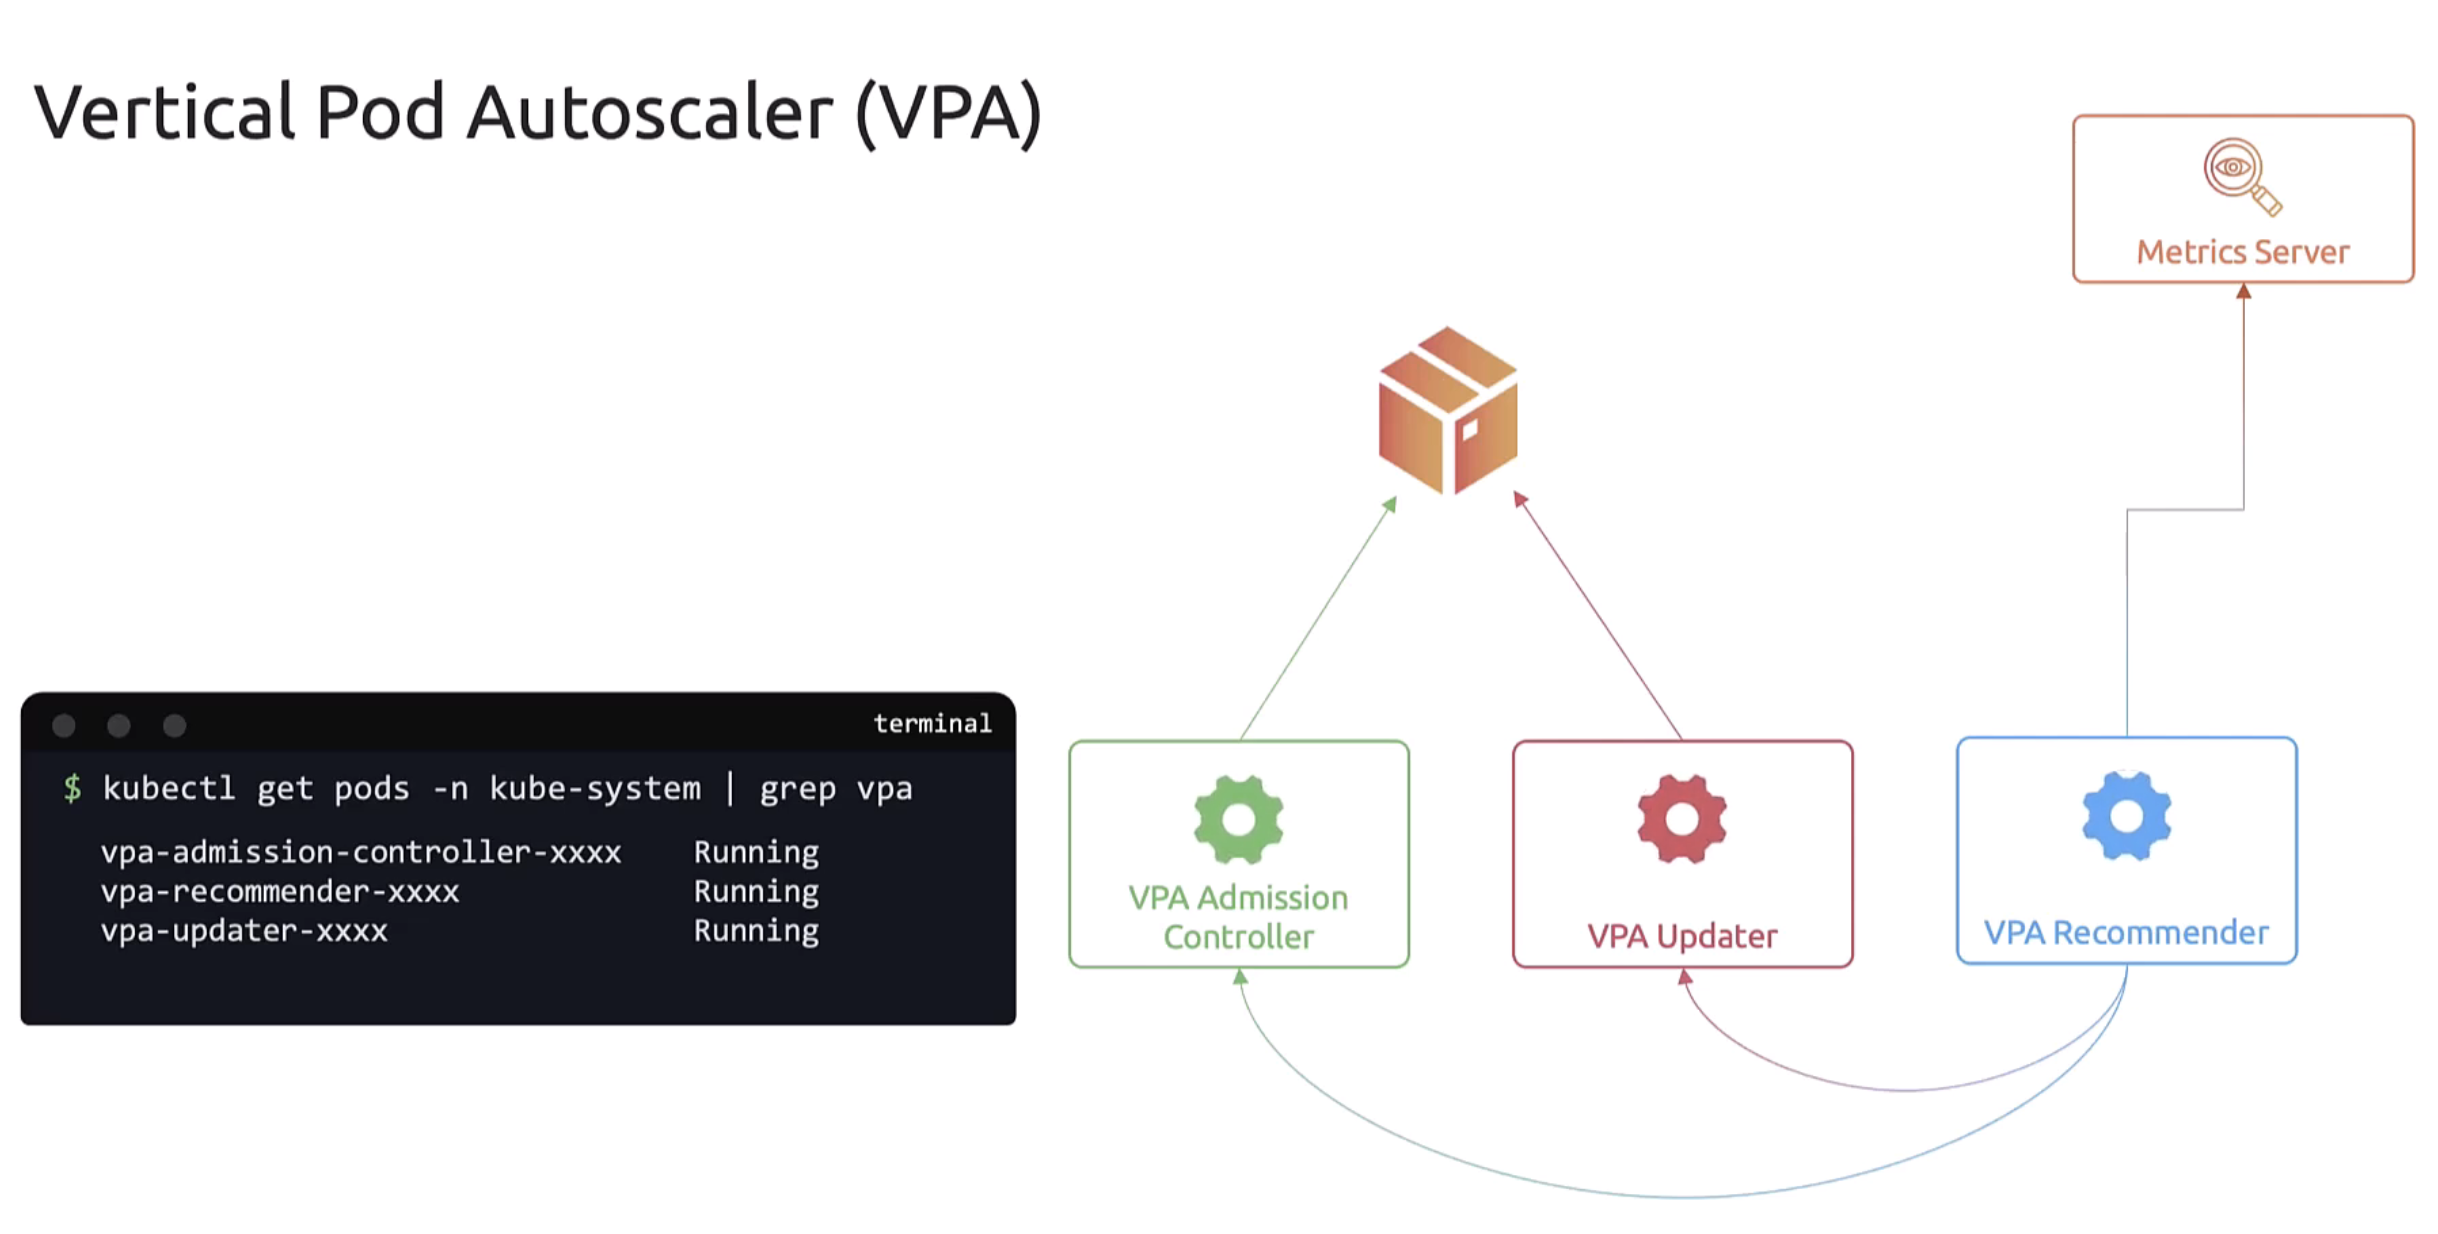 Vertical Pod Autoscaler (VPA)
Metrics Server
terminal
$ kubectl get pods -n kube-system | grep vpa
vpa-admission-controller-xxxx Running
vpa-recommender-xxxx Running
vpa-updater-xxxx Running
VPA Admission
Controller
VPA Updater
VPA Recommender